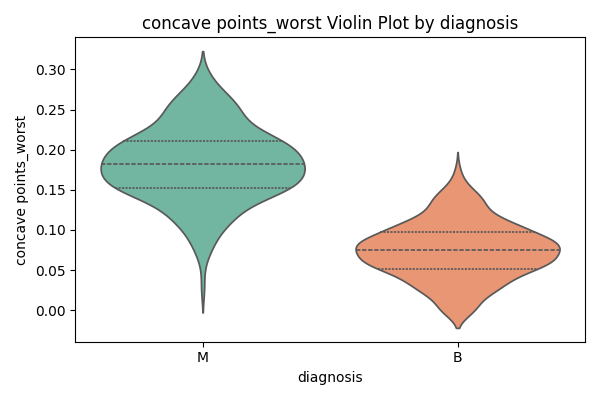 concave points_worst Violin Plot by diagnosis
concave points_worst
0.30
0.25
0.20
0.15
0.10
0.05
0.00
M
B
diagnosis